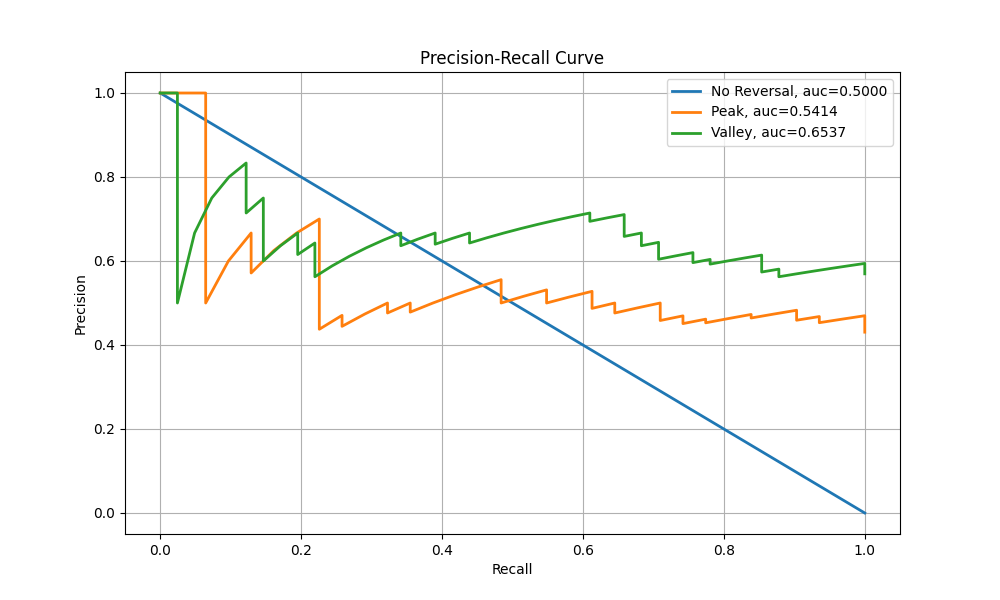 Precision-Recall Curve
No Reversal, auc=0.5000
Peak, auc=0.5414
Valley, auc=0.6537
Precision
1.0
0.8
0.6
0.4
0.2
0.0
0.0 0.2 0.4 0.6 0.8 1.0
Recall